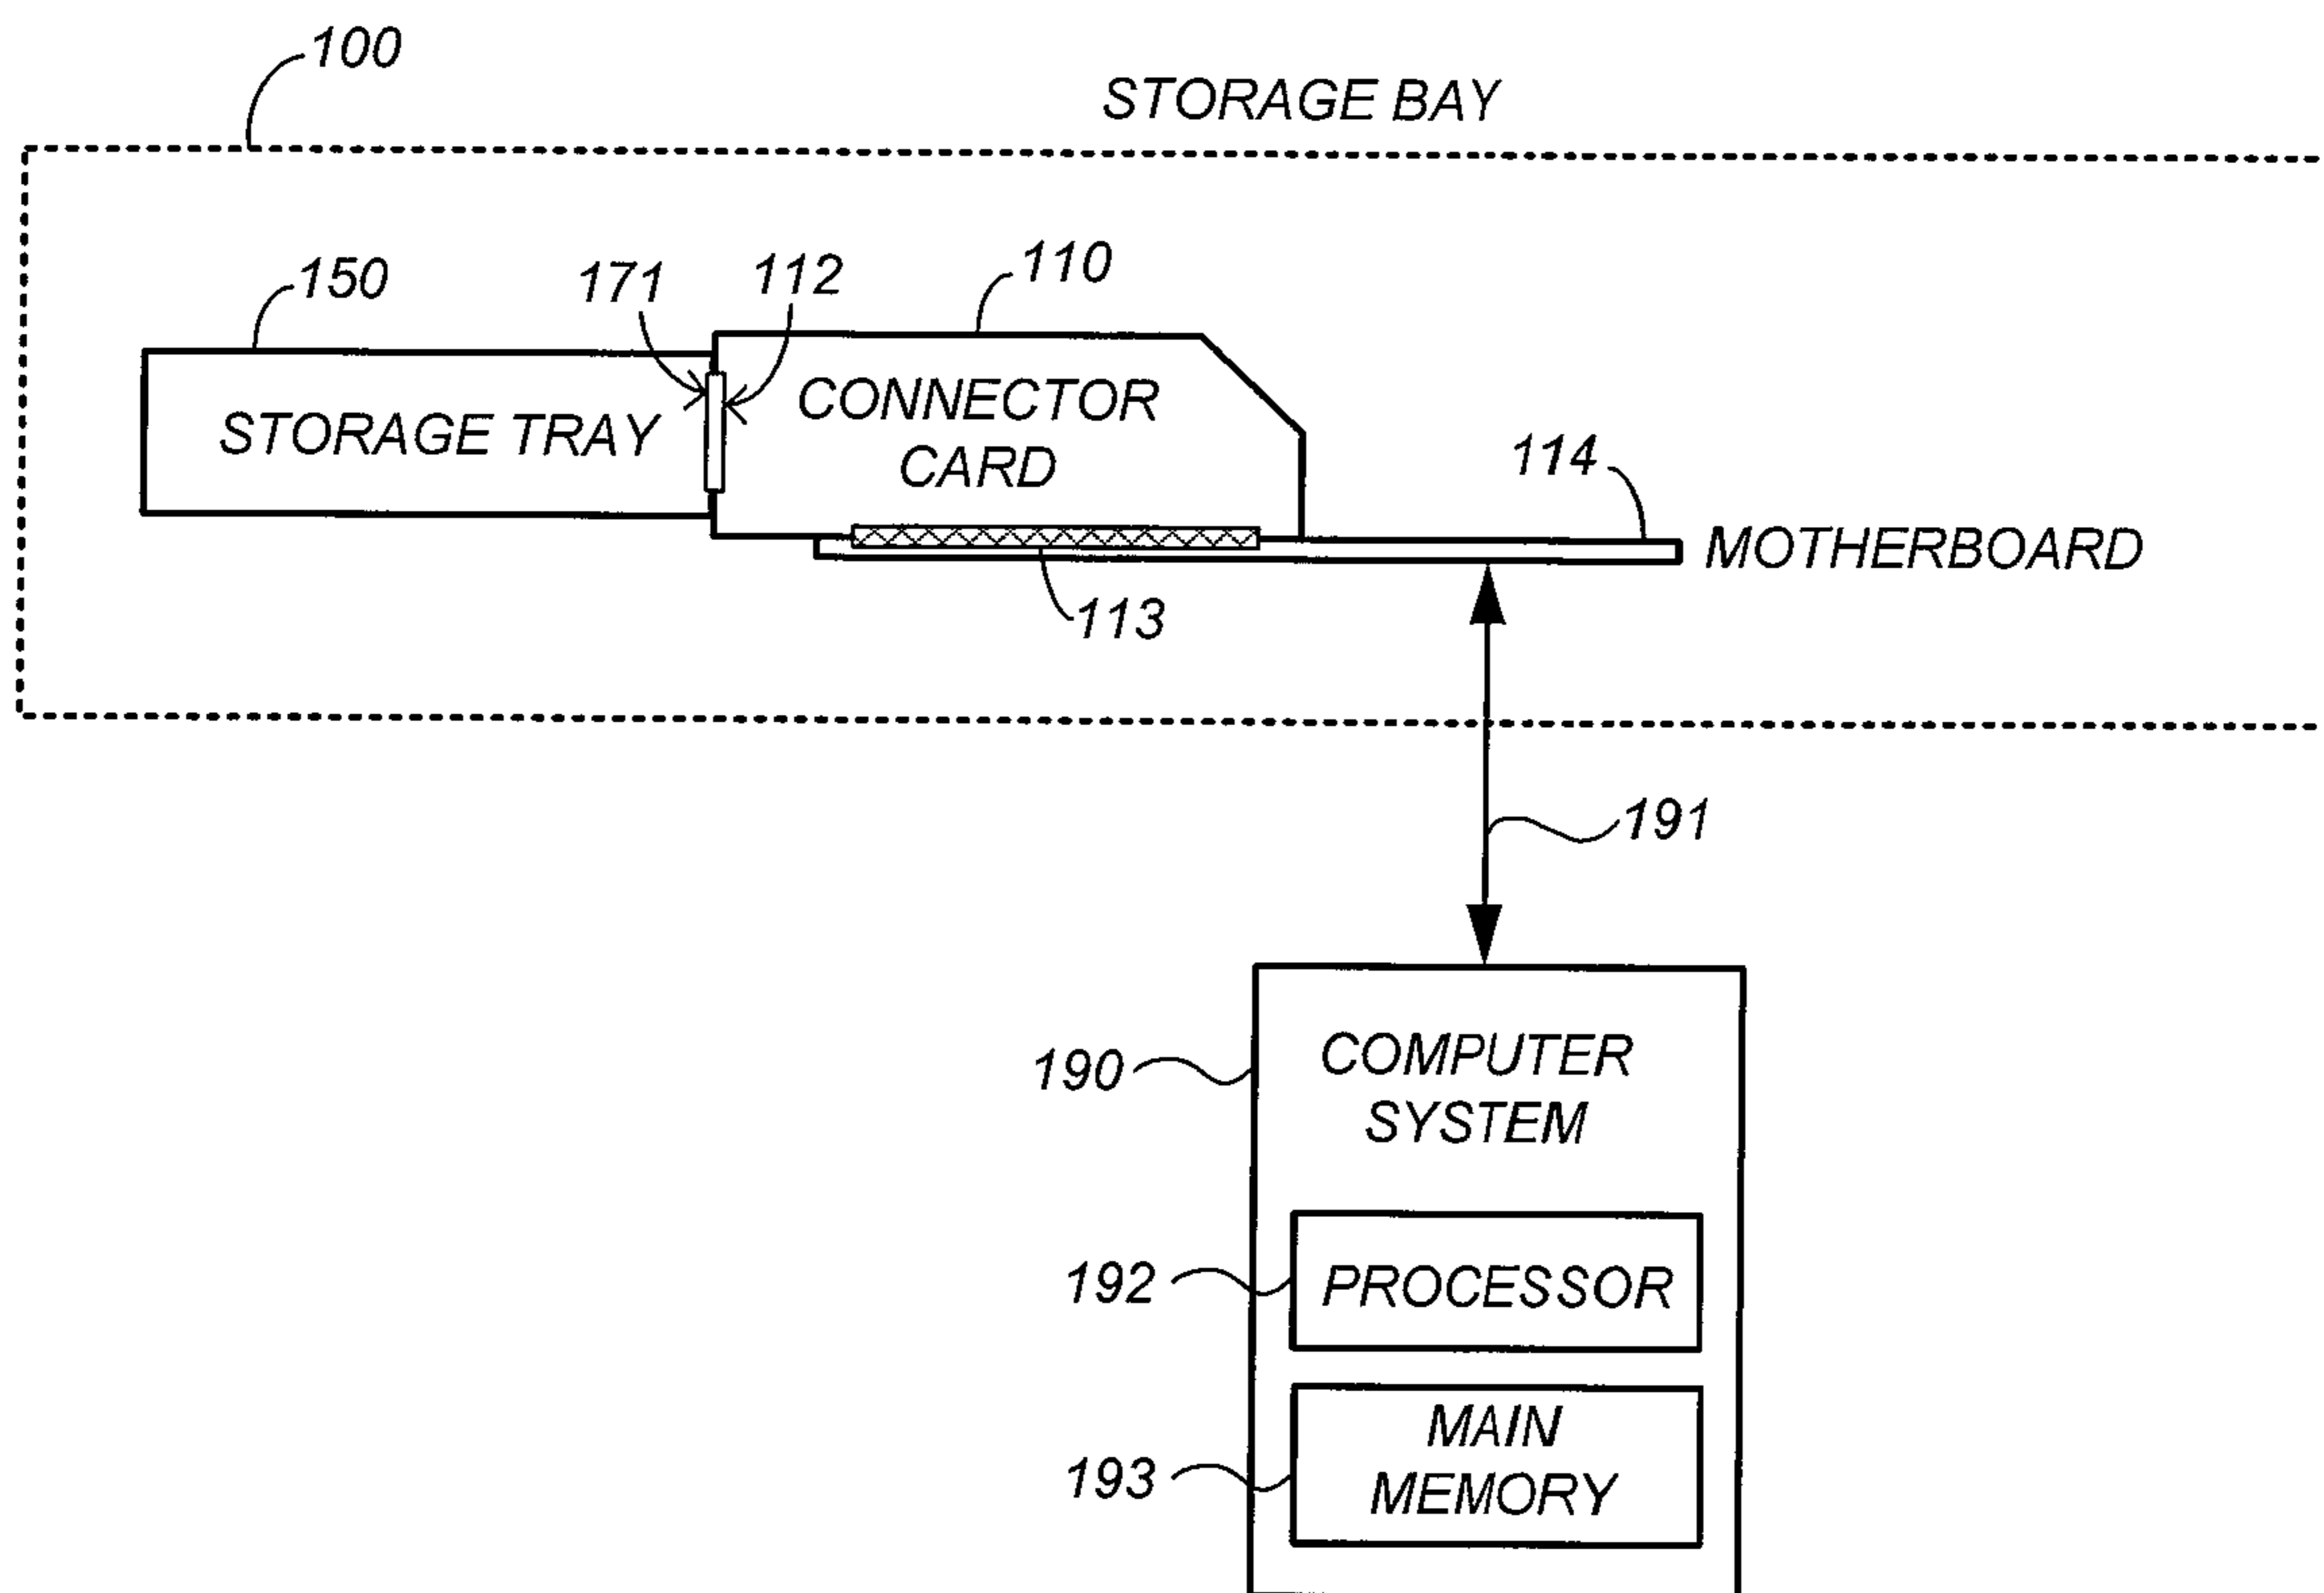 100
STORAGE BAY
150
171
112
110
STORAGE TRAY
CONNECTOR
CARD
114
MOTHERBOARD
113
191
190
COMPUTER
SYSTEM
192
PROCESSOR
193
MAIN
MEMORY